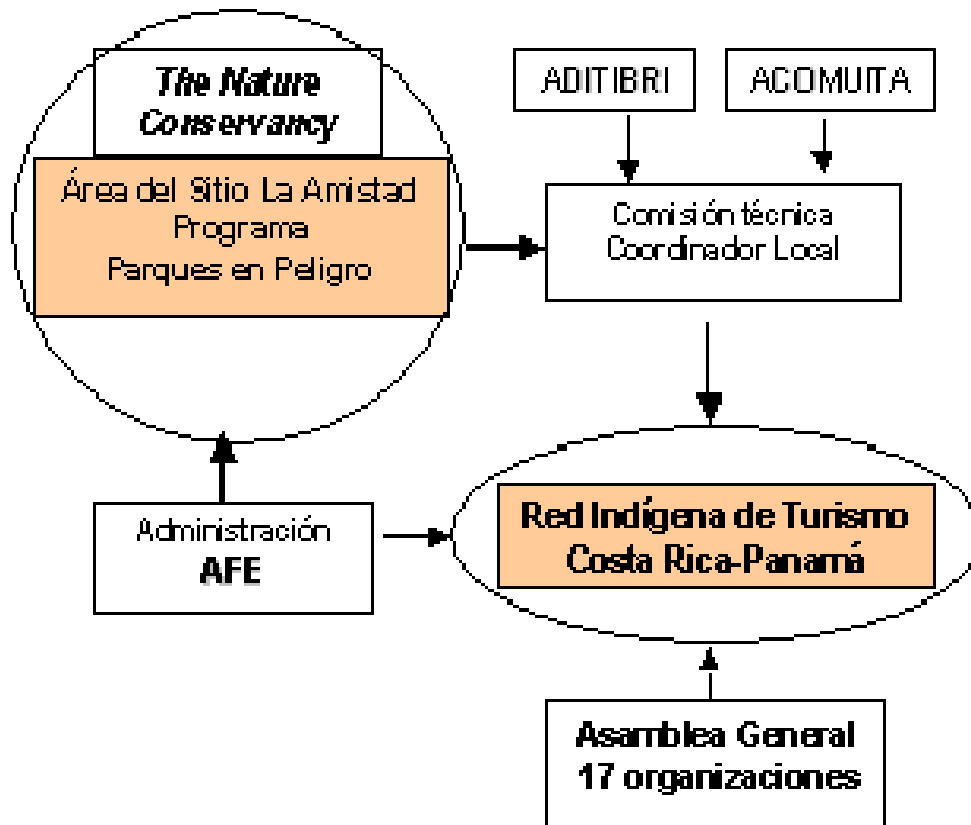 The Nature
Conservancy
Área del Sitio La Amistad
Programa
Parques en Peligro
ADITIBRI
ACOMUITA
Comisión técnica
Coordinador Local
Administración
AFE
Red Indígena de Turismo
Costa Rica-Panamá
Asamblea General
17 organizaciones